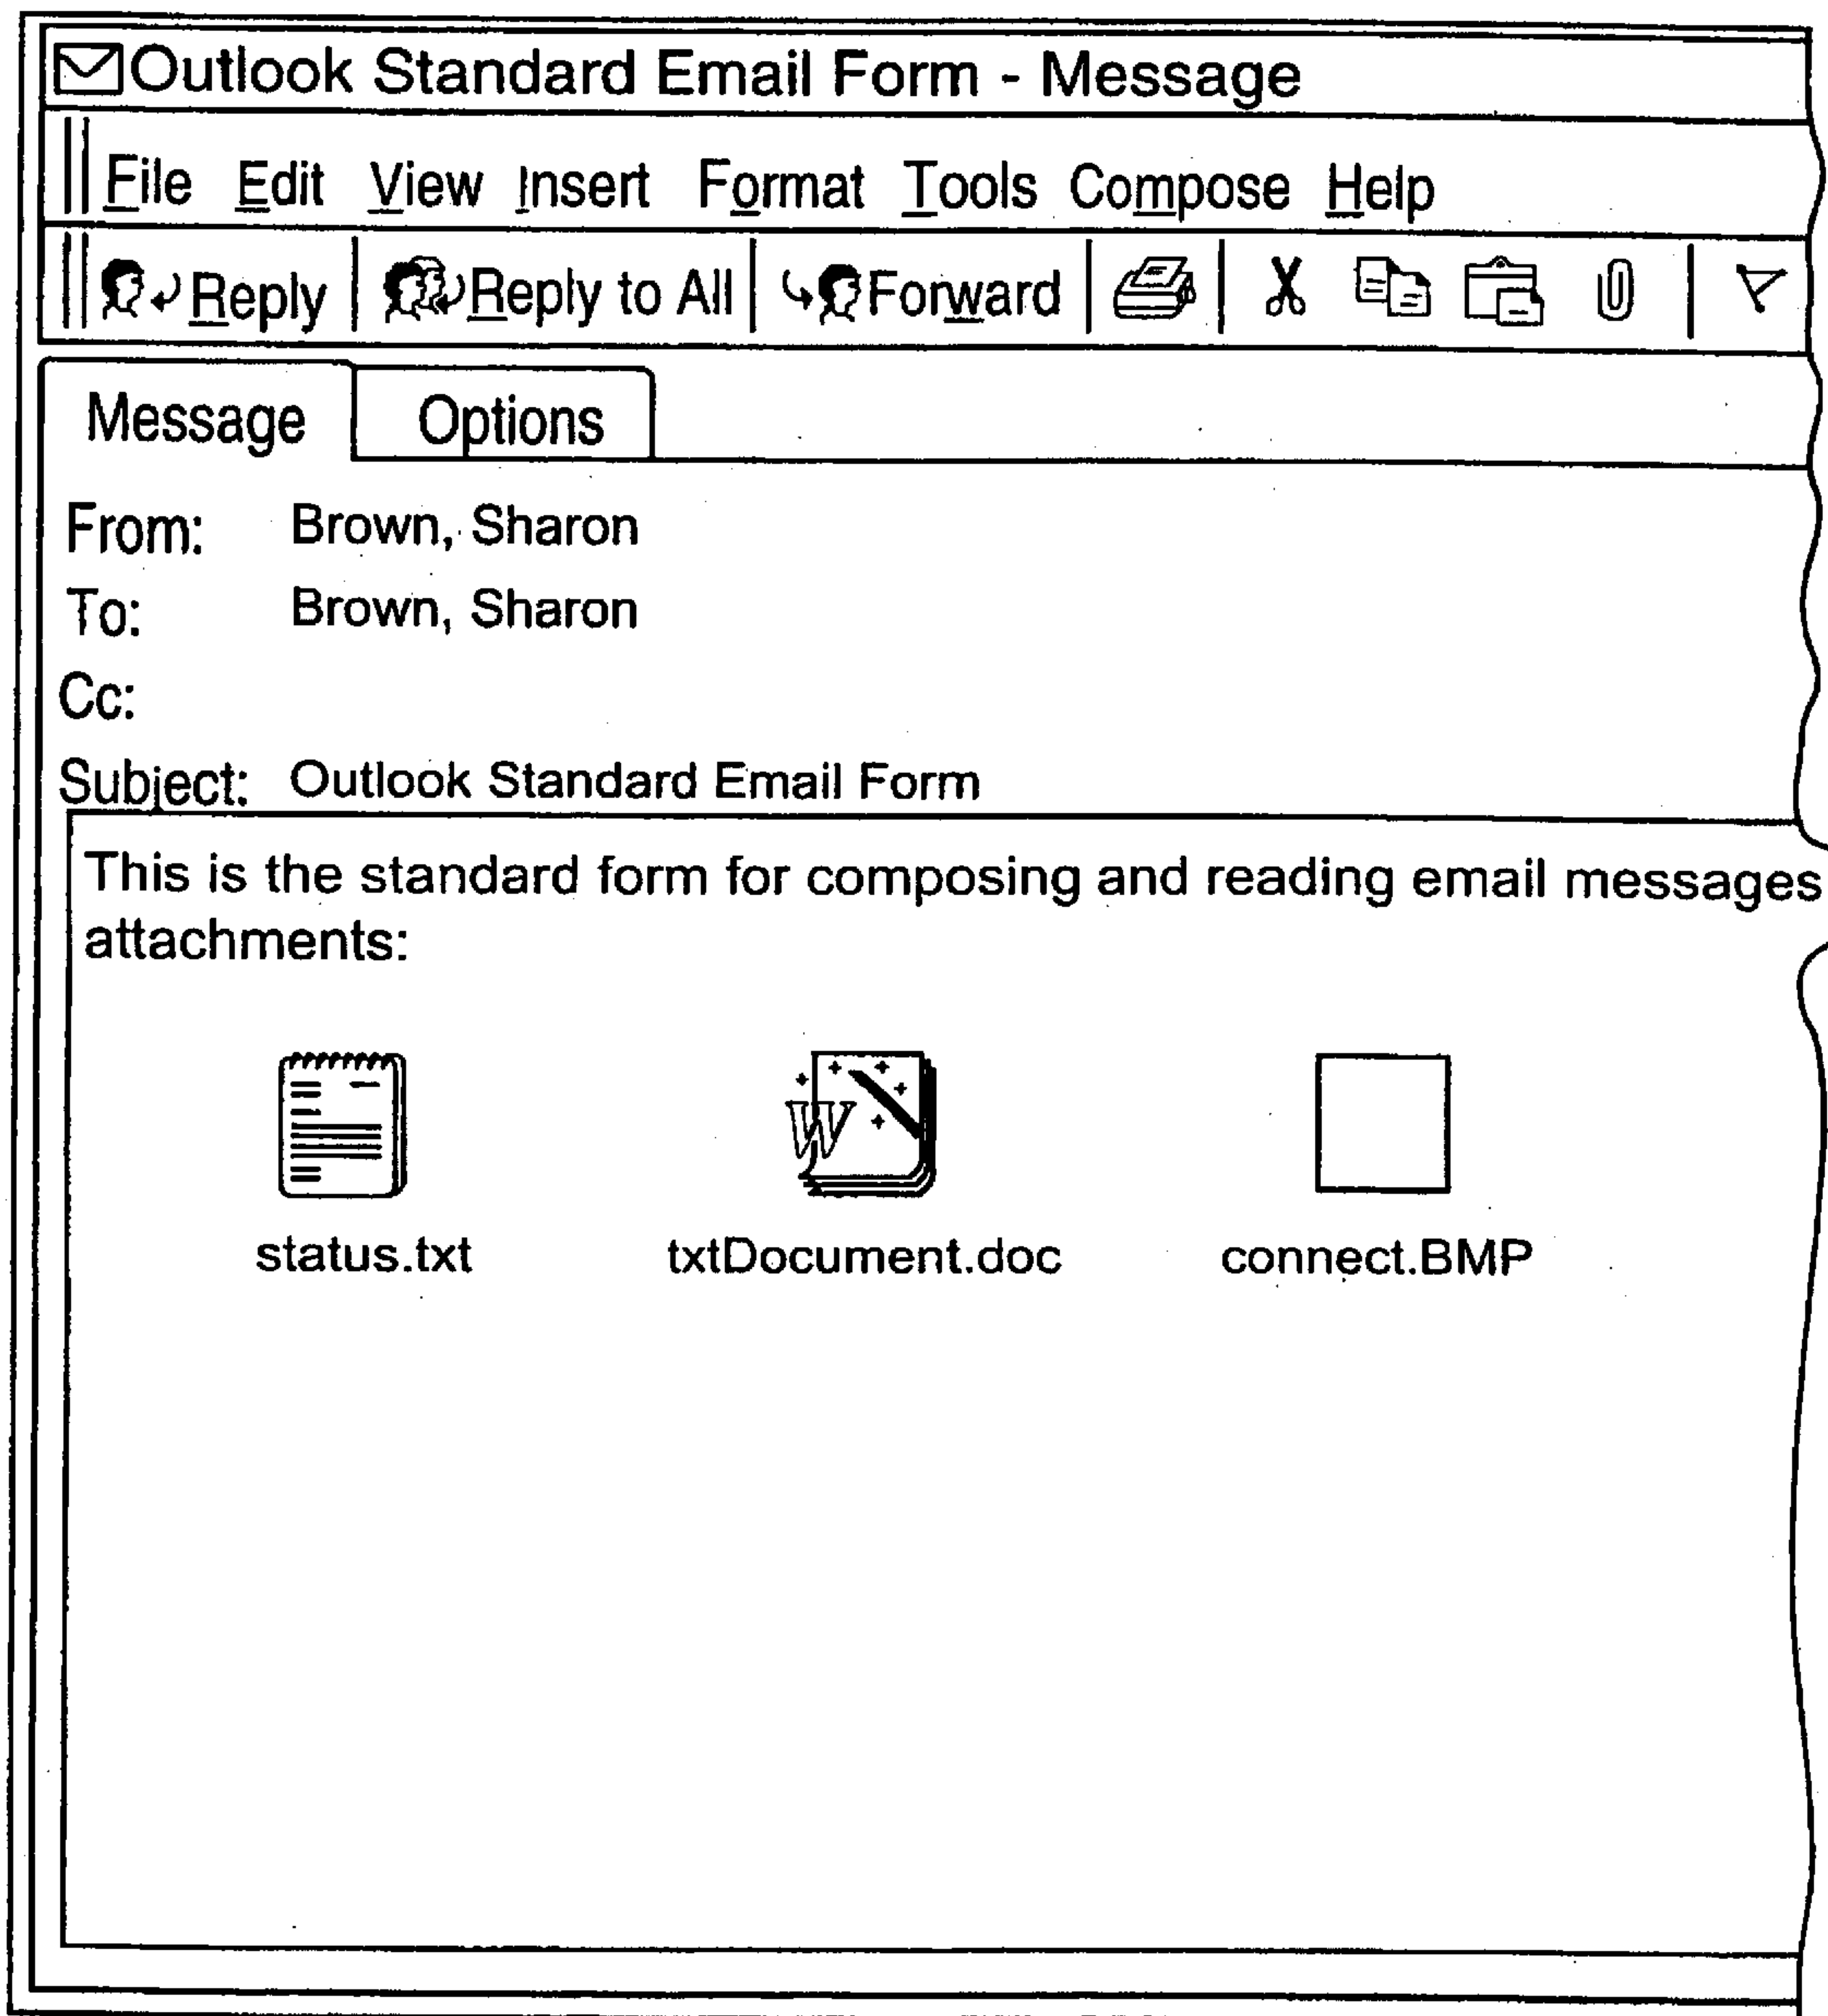 Outlook Standard Email Form - Message
File Edit View Insert Format Tools Compose Help
Reply Reply to All Forward
Message Options
From: Brown, Sharon
To: Brown, Sharon
Cc:
Subject: Outlook Standard Email Form
This is the standard form for composing and reading email messages
attachments:
W
status.txt txtDocument.doc connect.BMP